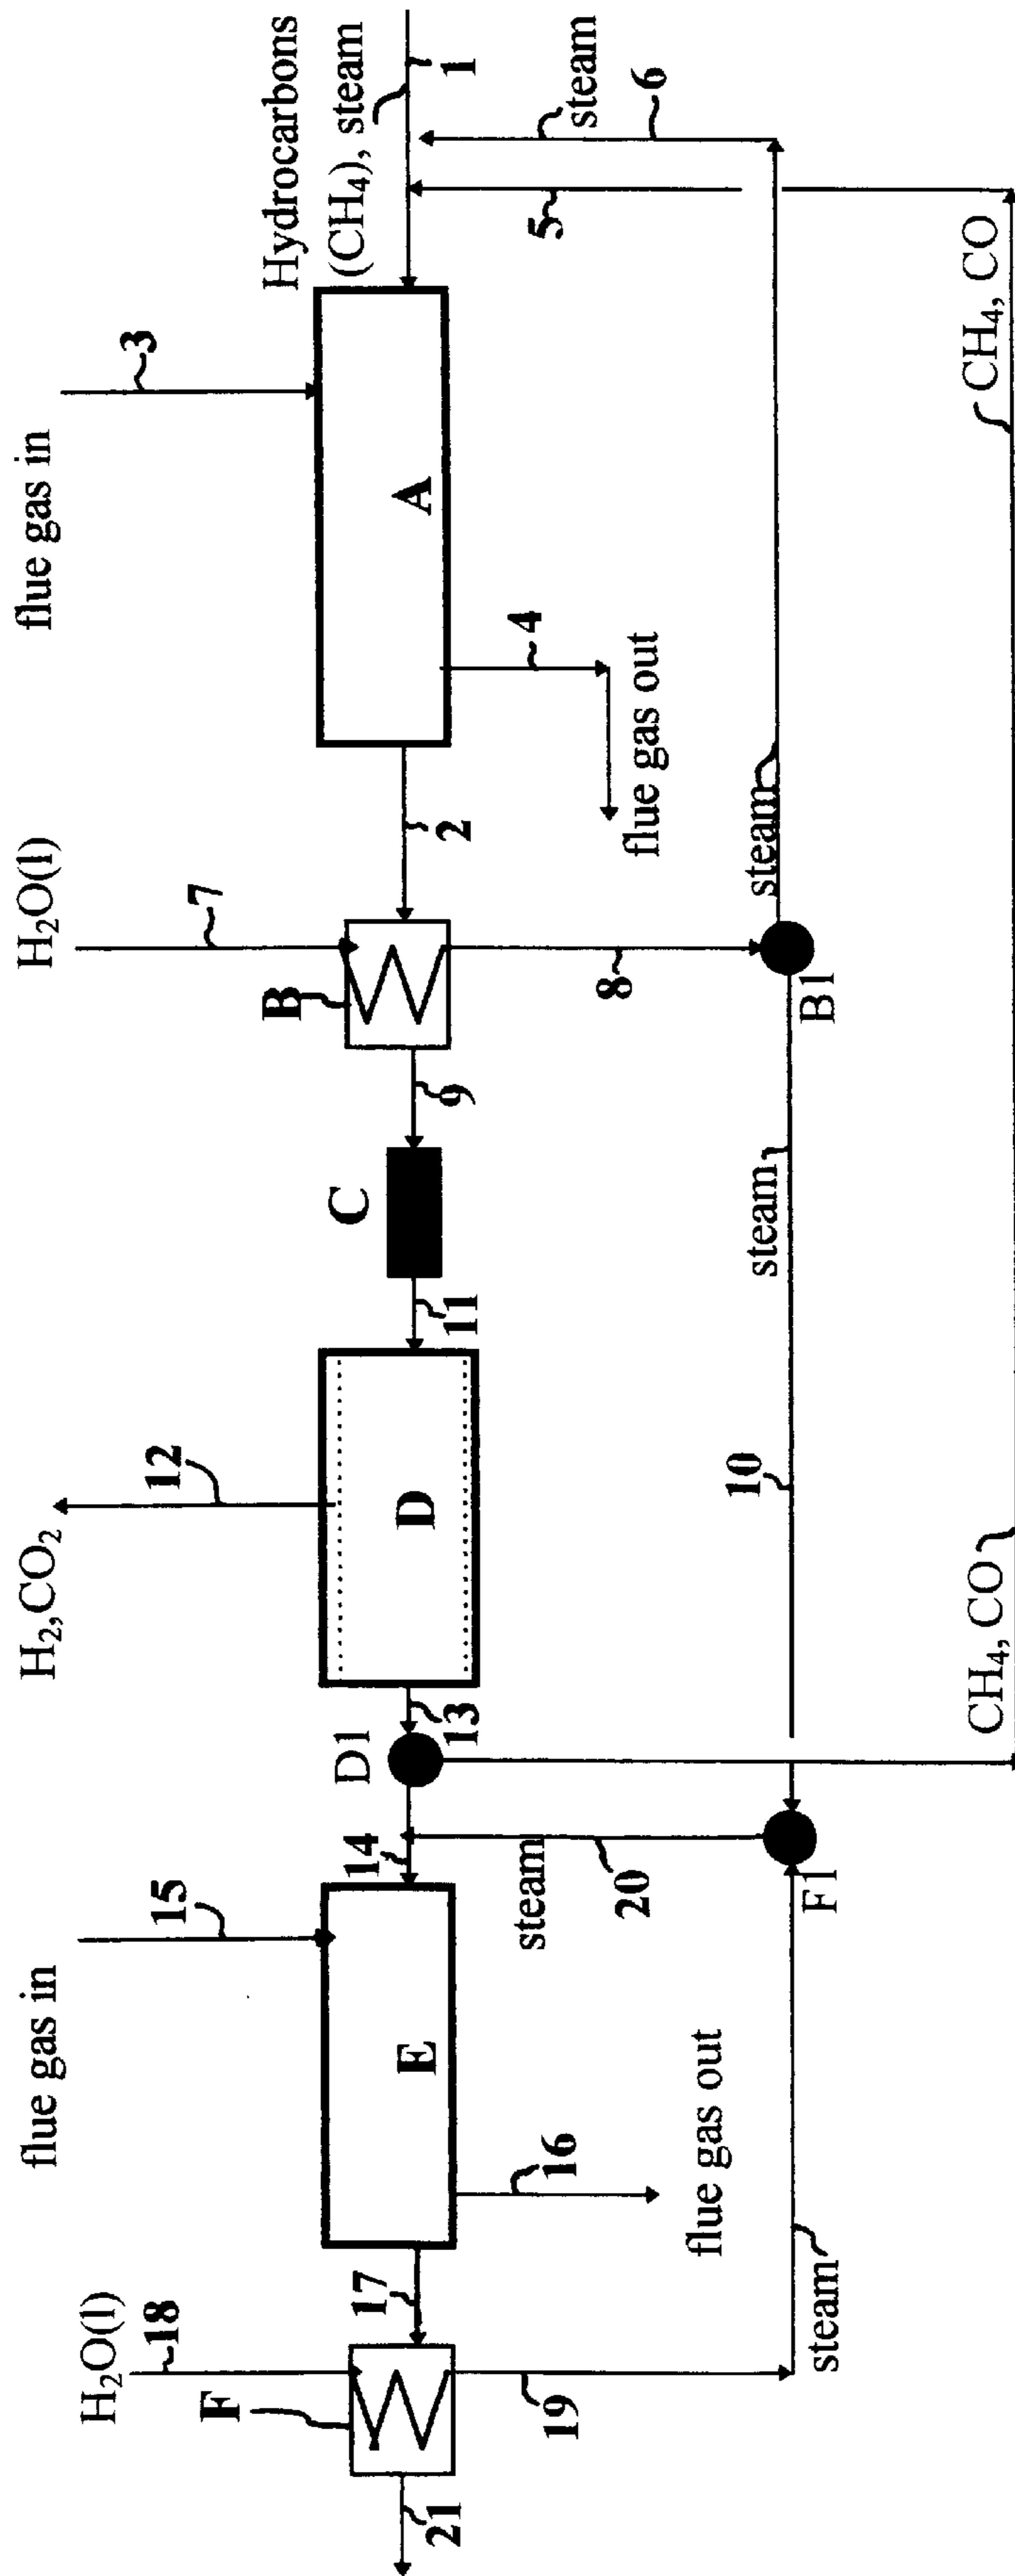 Hydrocarbons
(CH₄), steam
1
steam
6
5
CH₄, CO
3
flue gas in
A
4
flue gas out
2
H₂O(l)
7
B
8
steam
B1
9
C
steam
11
10
12
H₂,CO₂
D
13
D1
CH₄, CO
14
steam
20
F1
15
flue gas in
E
16
flue gas out
17
H₂O(l)
18
F
19
steam
21